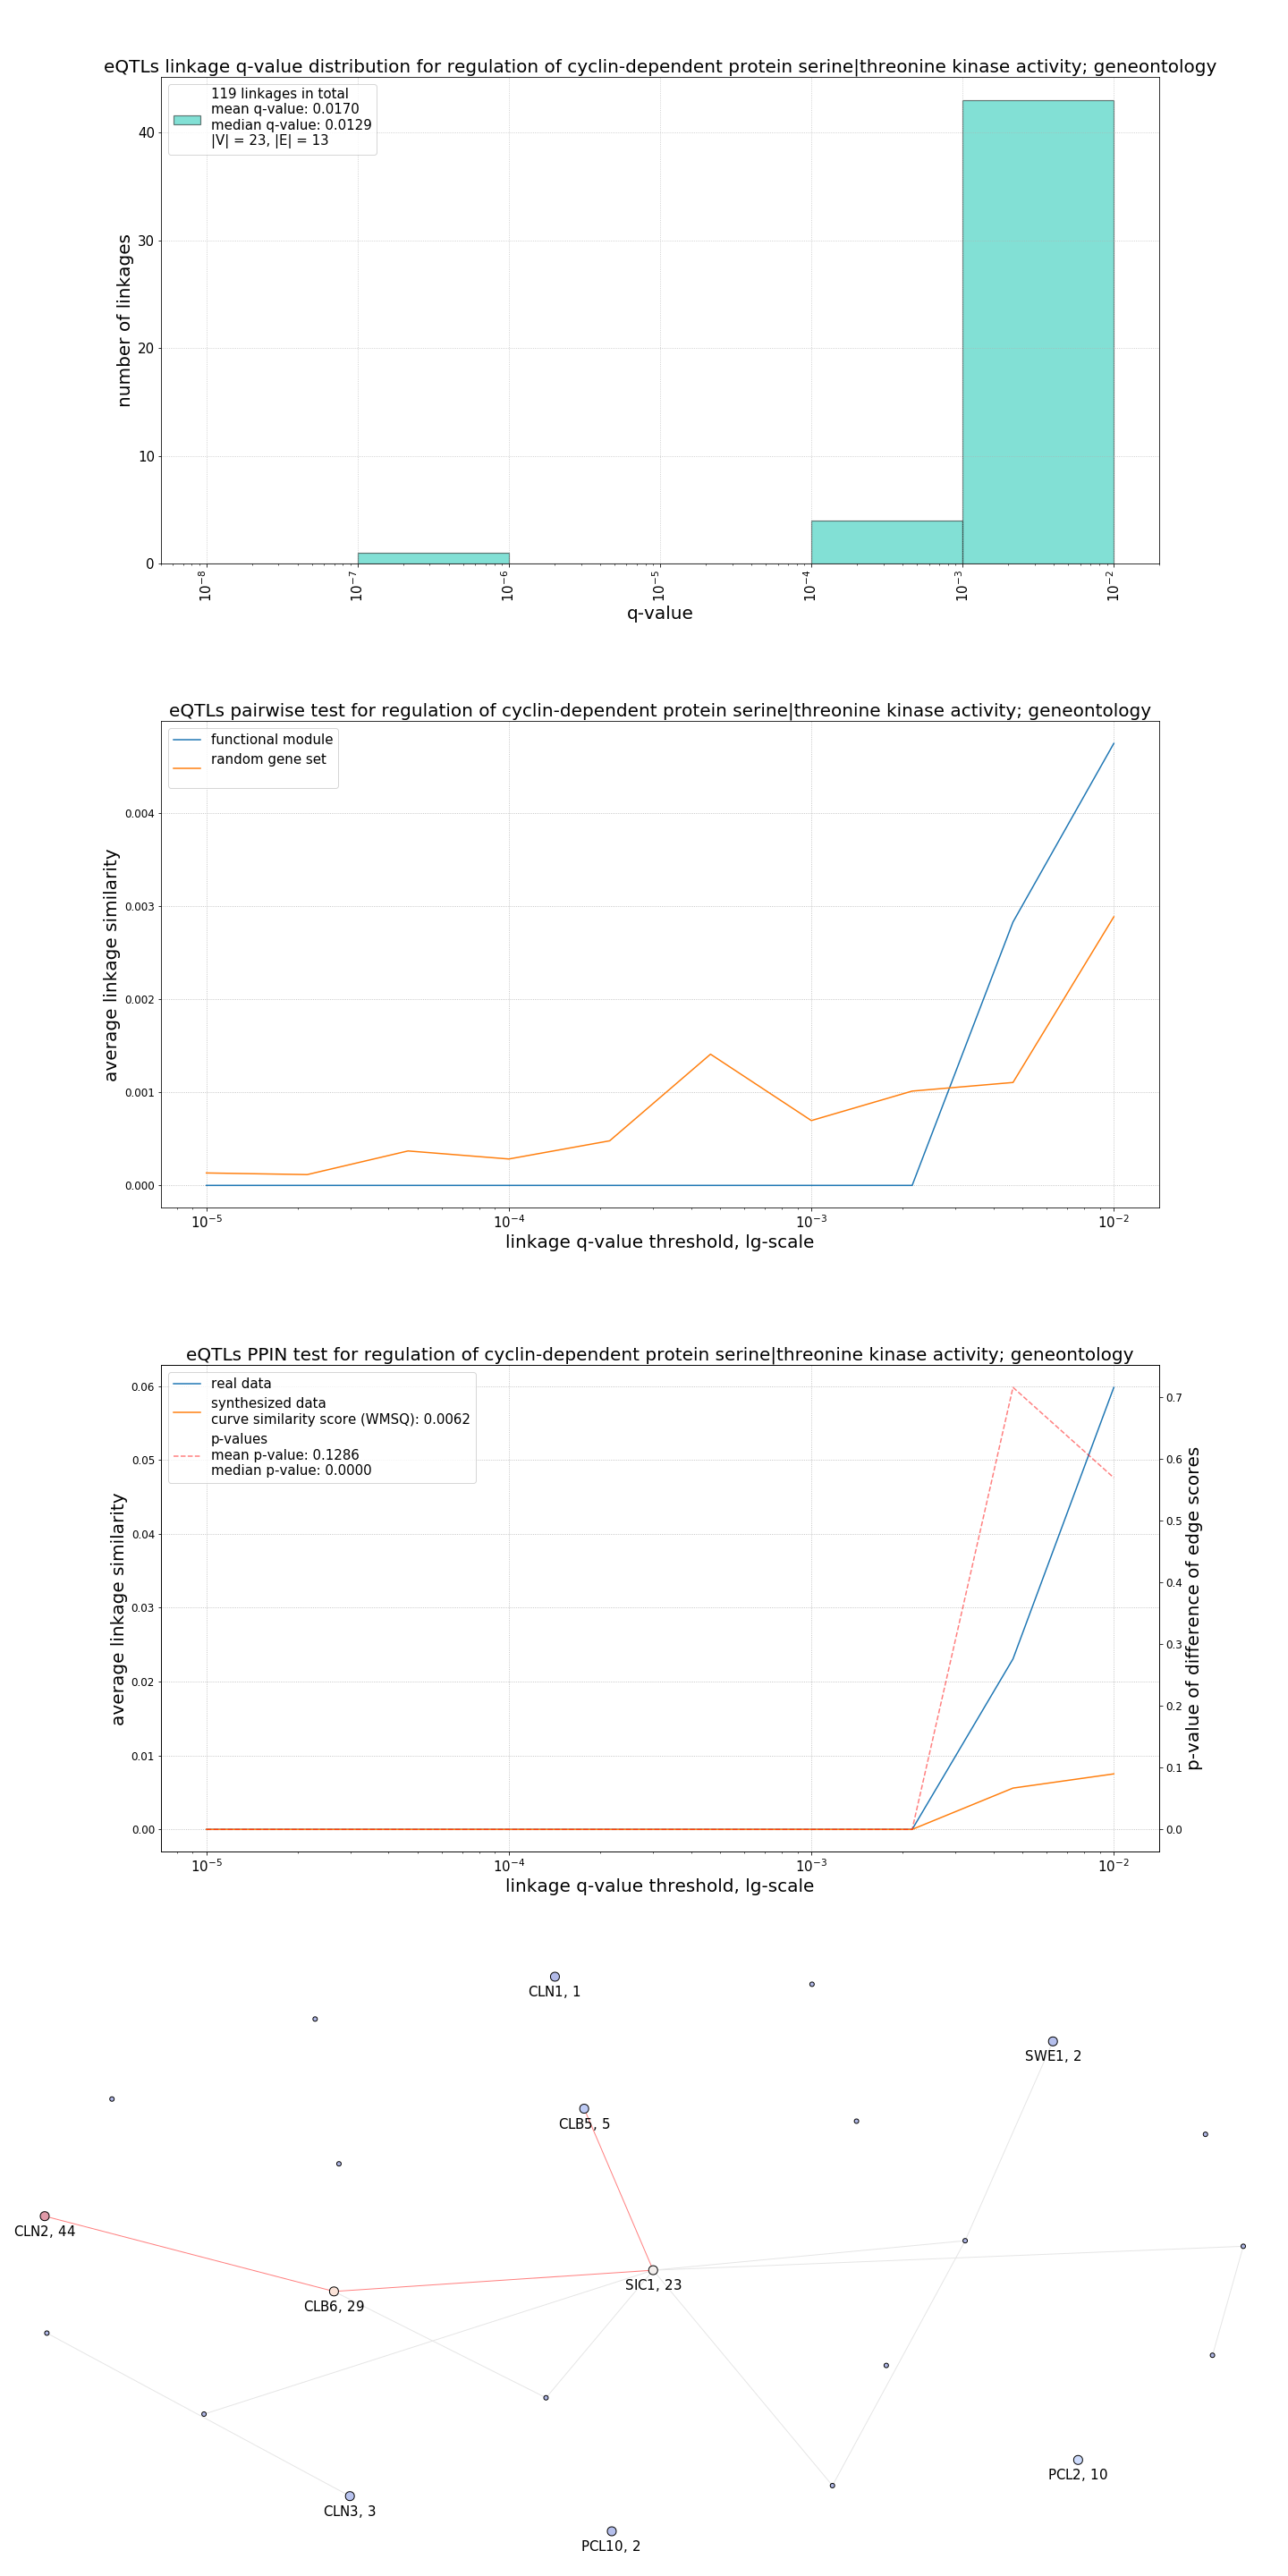 eQTLs linkage q-value distribution for regulation of cyclin-dependent protein serine|threonine kinase activity; geneontology
119 linkages in total
mean q-value: 0.0170
median q-value: 0.0129
|V| = 23, |E| = 13
number of linkages
40
30
20
10
0
10⁻⁸
10⁻⁷
10⁻⁶
10⁻⁵
10⁻⁴
10⁻³
10⁻²
q-value
eQTLs pairwise test for regulation of cyclin-dependent protein serine|threonine kinase activity; geneontology
functional module
random gene set
average linkage similarity
0.004
0.003
0.002
0.001
0.000
10⁻⁵
10⁻⁴
10⁻³
10⁻²
linkage q-value threshold, lg-scale
eQTLs PPIN test for regulation of cyclin-dependent protein serine|threonine kinase activity; geneontology
real data
synthesized data
curve similarity score (WMSQ): 0.0062
p-values
mean p-value: 0.1286
median p-value: 0.0000
average linkage similarity
0.06
0.05
0.04
0.03
0.02
0.01
0.00
0.7
0.6
0.5
0.4
0.3
0.2
0.1
0.0
p-value of difference of edge scores
10⁻⁵
10⁻⁴
10⁻³
10⁻²
linkage q-value threshold, lg-scale
CLN1, 1
SWE1, 2
CLB5, 5
CLN2, 44
SIC1, 23
CLB6, 29
PCL2, 10
CLN3, 3
PCL10, 2